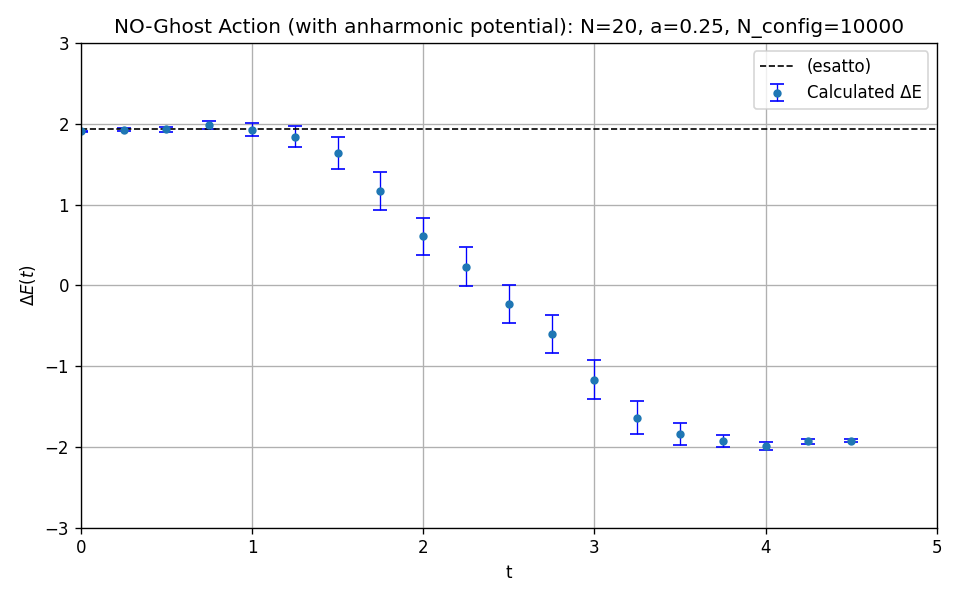 NO-Ghost Action (with anharmonic potential): N=20, a=0.25, N_config=10000
(esatto)
Calculated ΔE
ΔE(t)
3
2
1
0
−1
−2
−3
0 1 2 3 4 5
t